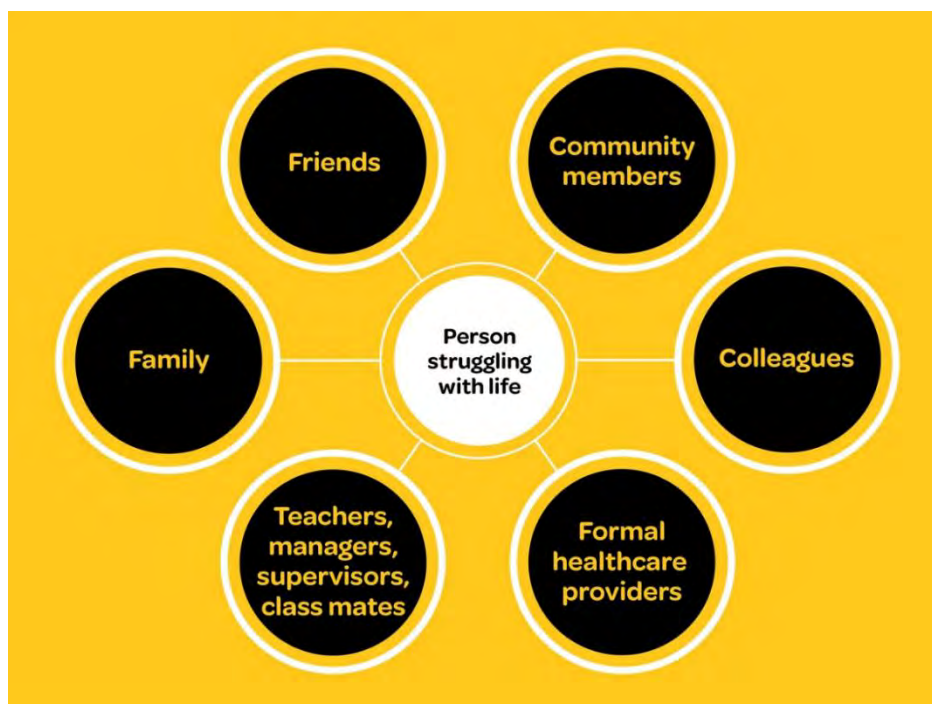 Friends
Community
members
Family
Person
struggling
with life
Colleagues
Teachers,
managers,
supervisors,
class mates
Formal
healthcare
providers